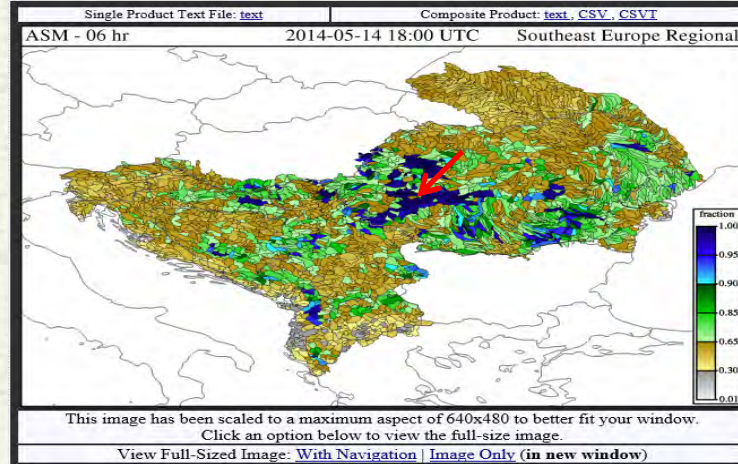 Single Product Text File: text Composite Product: text , CSV , CSVT
ASM - 06 hr 2014-05-14 18:00 UTC Southeast Europe Regional
fraction
1.00
0.95
0.90
0.85
0.65
0.30
0.01
This image has been scaled to a maximum aspect of 640x480 to better fit your window.
Click an option below to view the full-size image.
View Full-Sized Image: With Navigation | Image Only (in new window)